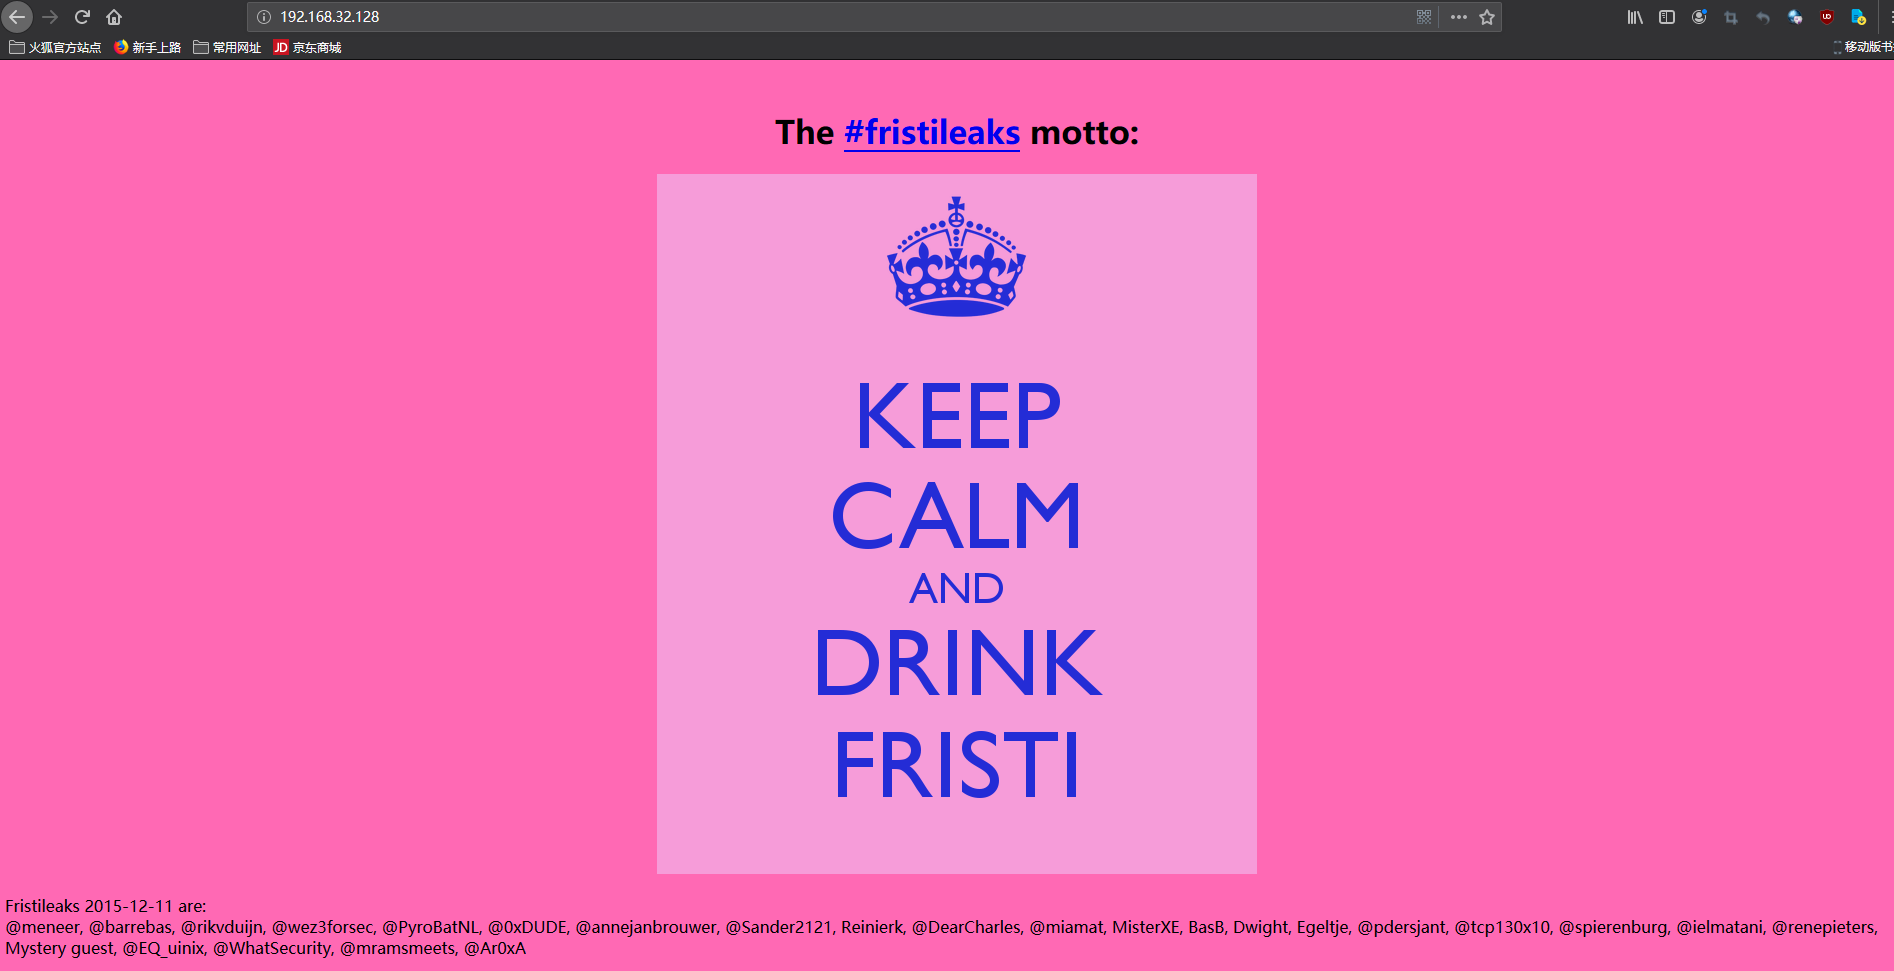 192.168.32.128
火狐官方站点 新手上路 常用网址 JD 京东商城 移动版书
The #fristileaks motto:
KEEP
CALM
AND
DRINK
FRISTI
Fristileaks 2015-12-11 are:
@meneer, @barrebas, @rikvduijn, @wez3forsec, @PyroBatNL, @0xDUDE, @annejanbrouwer, @Sander2121, Reinierk, @DearCharles, @miamat, MisterXE, BasB, Dwight, Egeltje, @pdersjant, @tcp130x10, @spierenburg, @ielmatani, @renepieters,
Mystery guest, @EQ_uinix, @WhatSecurity, @mramsmeets, @Ar0xA